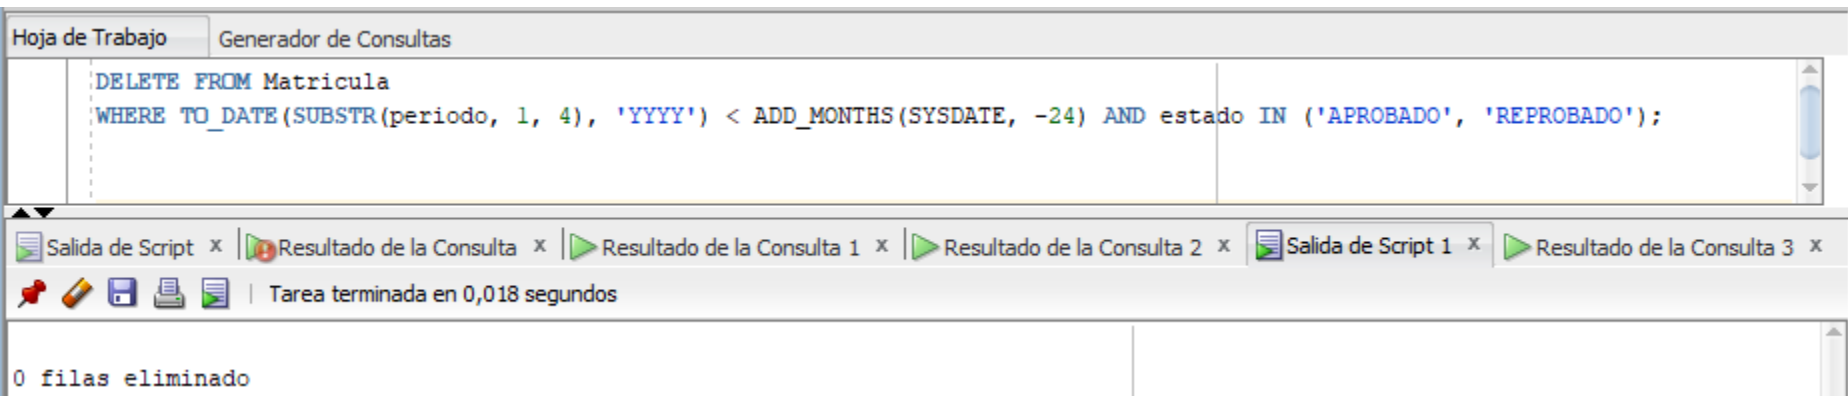 Hoja de Trabajo Generador de Consultas
DELETE FROM Matricula
WHERE TO_DATE(SUBSTR(periodo, 1, 4), 'YYYY') < ADD_MONTHS(SYSDATE, -24) AND estado IN ('APROBADO', 'REPROBADO');
Salida de Script x Resultado de la Consulta x Resultado de la Consulta 1 x Resultado de la Consulta 2 x Salida de Script 1 x Resultado de la Consulta 3 x
Tarea terminada en 0,018 segundos
0 filas eliminado